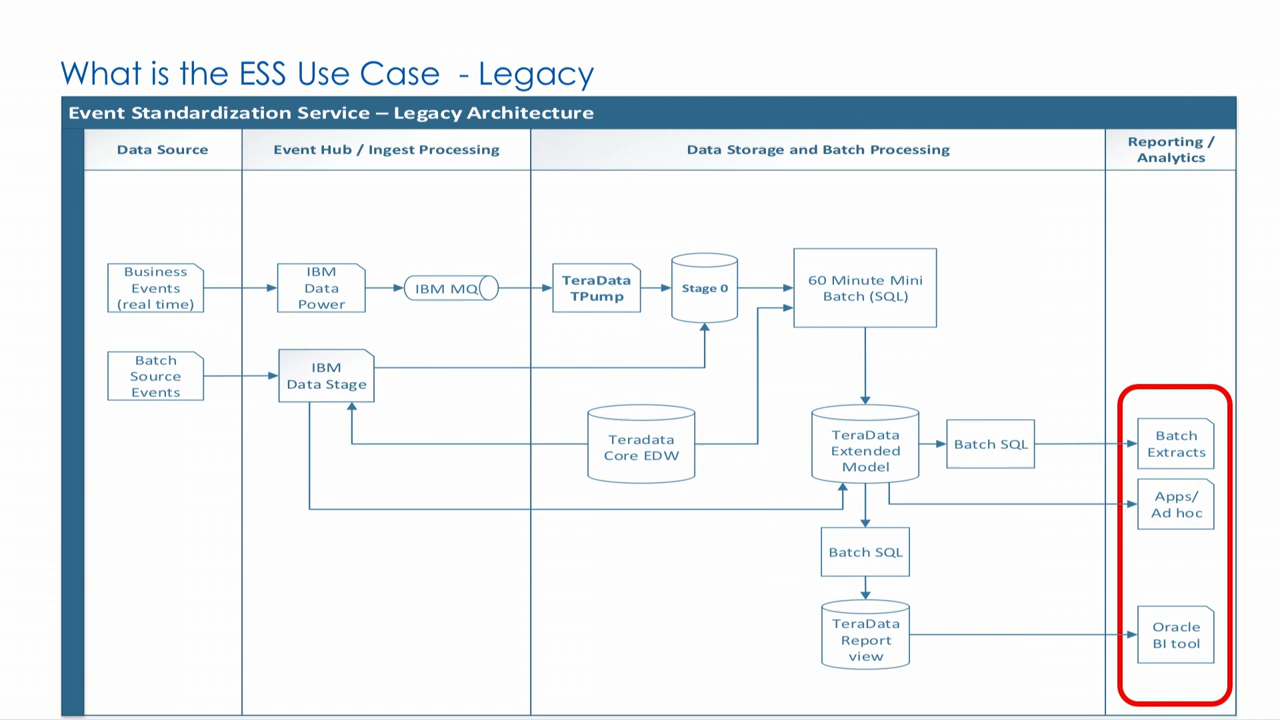 What is the ESS Use Case - Legacy
Event Standardization Service – Legacy Architecture
Data Source
Event Hub / Ingest Processing
Data Storage and Batch Processing
Reporting /
Analytics
Business
Events
(real time)
IBM
Data
Power
IBM MQ
TeraData
TPump
Stage 0
60 Minute Mini
Batch (SQL)
Batch
Source
Events
IBM
Data Stage
Teradata
Core EDW
TeraData
Extended
Model
Batch SQL
Batch
Extracts
Apps/
Ad hoc
Batch SQL
TeraData
Report
view
Oracle
BI tool